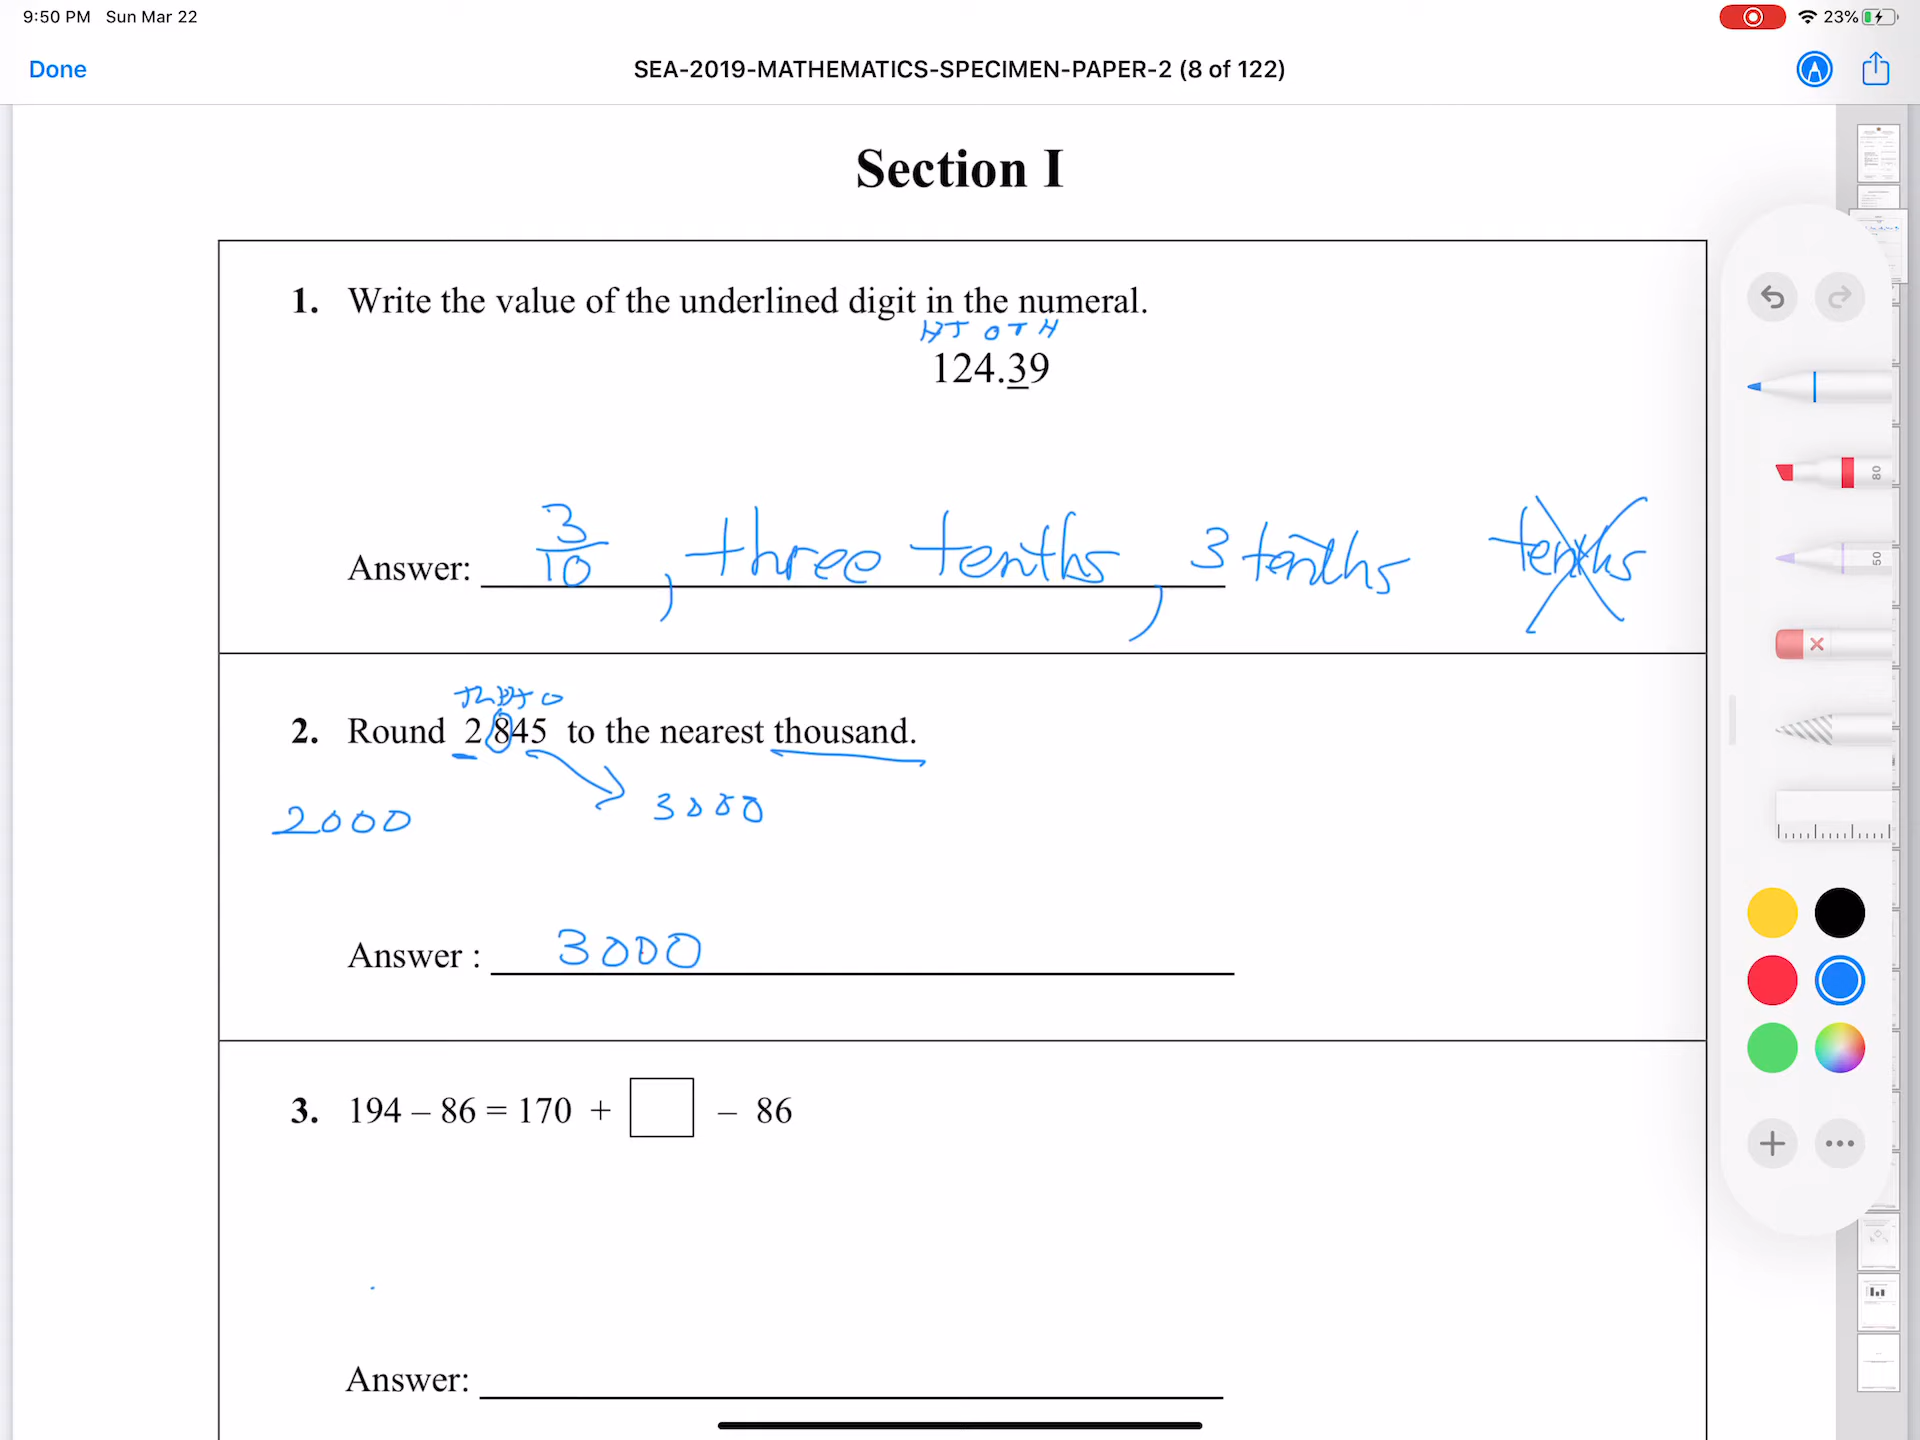 9:50 PM Sun Mar 22
23%
Done
SEA-2019-MATHEMATICS-SPECIMEN-PAPER-2 (8 of 122)
Section I
1. Write the value of the underlined digit in the numeral.
H T O T H
124.39
Answer: 3/10 , three tenths, 3 tenths tenths
Th H T O
2. Round 2 845 to the nearest thousand.
2000
3000
Answer : 3000
3. 194 – 86 = 170 + – 86
Answer:
80
50